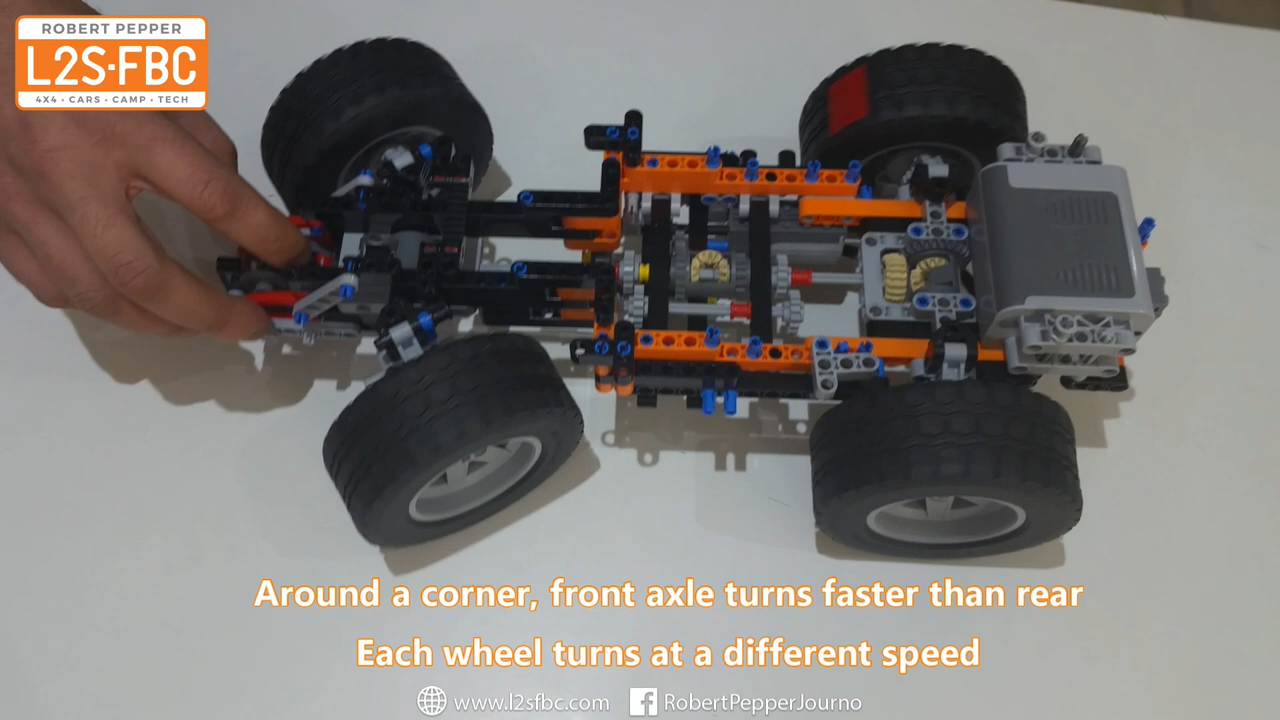 ROBERT PEPPER
L2S·FBC
4X4 · CARS · CAMP · TECH
Around a corner, front axle turns faster than rear
Each wheel turns at a different speed
www.l2sfbc.com RobertPepperJourno